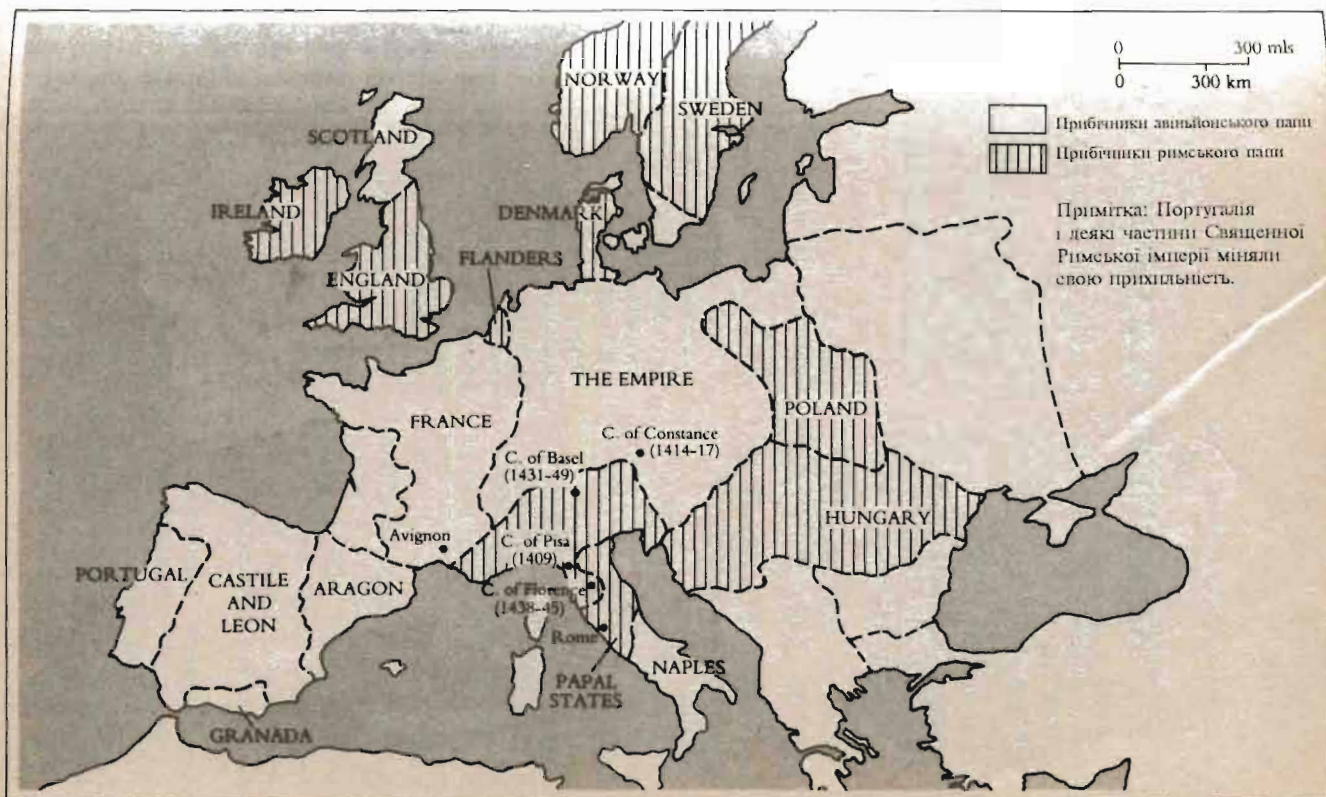 0 300 mls
0 300 km
Прибічники авіньйонського папи
Прибічники римського папи
Примітка: Португалія
і деякі частини Священної
Римської імперії міняли
свою прихильність.
NORWAY
SWEDEN
SCOTLAND
IRELAND
DENMARK
FLANDERS
ENGLAND
THE EMPIRE
POLAND
FRANCE
C. of Constance
(1414-17)
C. of Basel
(1431-49)
HUNGARY
Avignon
C. of Pisa
(1409)
PORTUGAL
CASTILE
AND
LEON
ARAGON
C. of Florence
(1438-45)
Rome
NAPLES
PAPAL
STATES
GRANADA